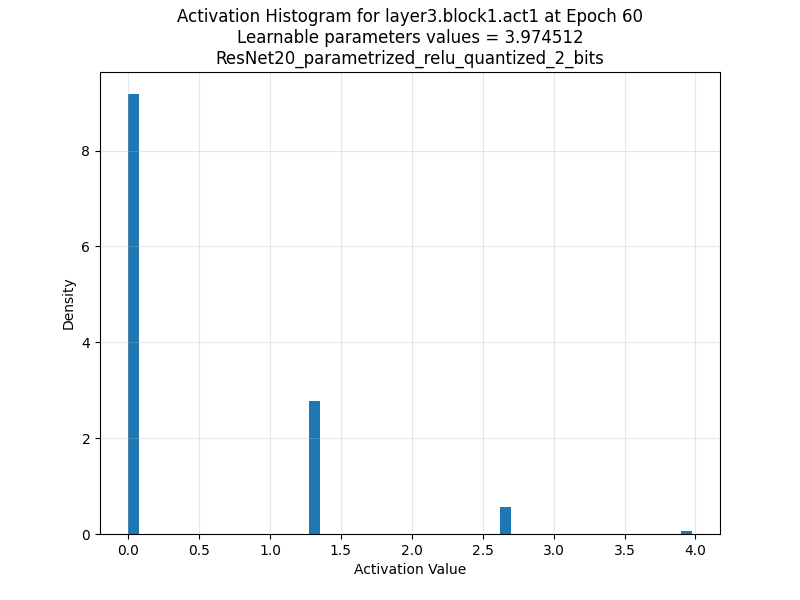 Activation Histogram for layer3.block1.act1 at Epoch 60
Learnable parameters values = 3.974512
ResNet20_parametrized_relu_quantized_2_bits
8
6
4
2
0
Density
0.0 0.5 1.0 1.5 2.0 2.5 3.0 3.5 4.0
Activation Value